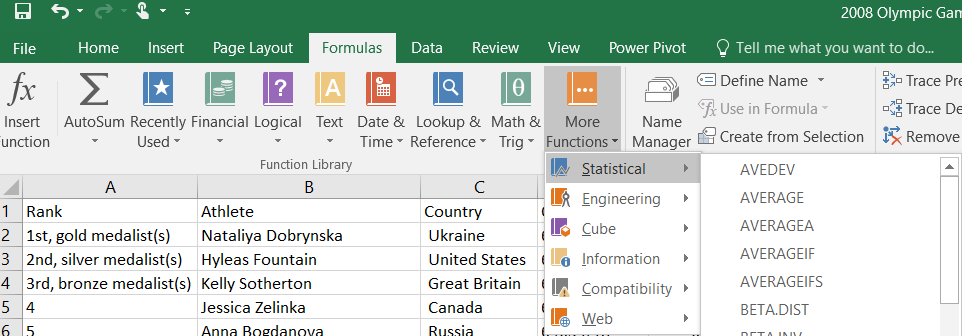 2008 Olympic Gam
File Home Insert Page Layout Formulas Data Review View Power Pivot Tell me what you want to do...
fx Σ ★ A θ
Insert Function
AutoSum
Recently Used
Financial
Logical
Text
Date & Time
Lookup & Reference
Math & Trig
More Functions
Name Manager
Define Name
Use in Formula
Create from Selection
Trace Pre
Trace De
Remove
Function Library
Statistical
Engineering
Cube
Information
Compatibility
Web
AVEDEV
AVERAGE
AVERAGEA
AVERAGEIF
AVERAGEIFS
BETA.DIST
BETA.INV
A B C
1 Rank Athlete Country
2 1st, gold medalist(s) Nataliya Dobrynska Ukraine
3 2nd, silver medalist(s) Hyleas Fountain United States
4 3rd, bronze medalist(s) Kelly Sotherton Great Britain
5 4 Jessica Zelinka Canada
6 5 Anna Bogdanova Russia